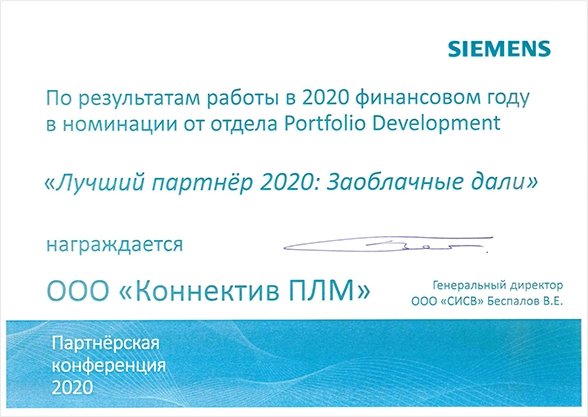 SIEMENS
По результатам работы в 2020 финансовом году
в номинации от отдела Portfolio Development
«Лучший партнёр 2020: Заоблачные дали»
награждается
ООО «Коннектив ПЛМ»
Генеральный директор
ООО «СИСВ» Беспалов В.Е.
Партнёрская
конференция
2020